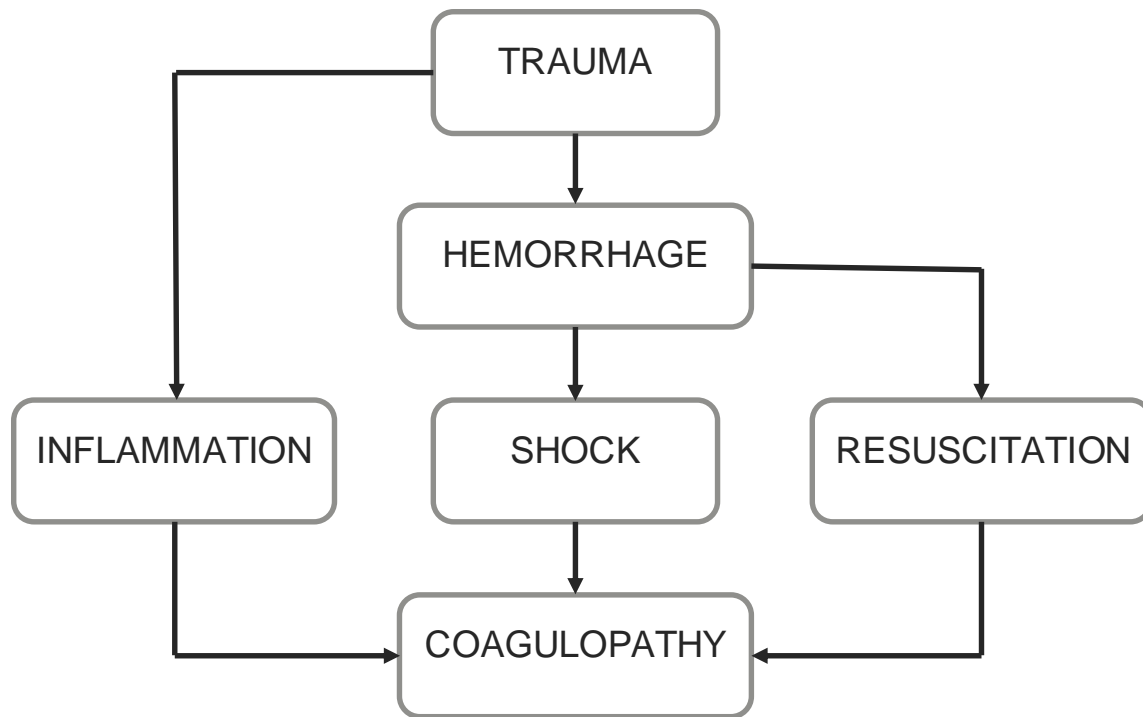 TRAUMA
HEMORRHAGE
INFLAMMATION
SHOCK
RESUSCITATION
COAGULOPATHY